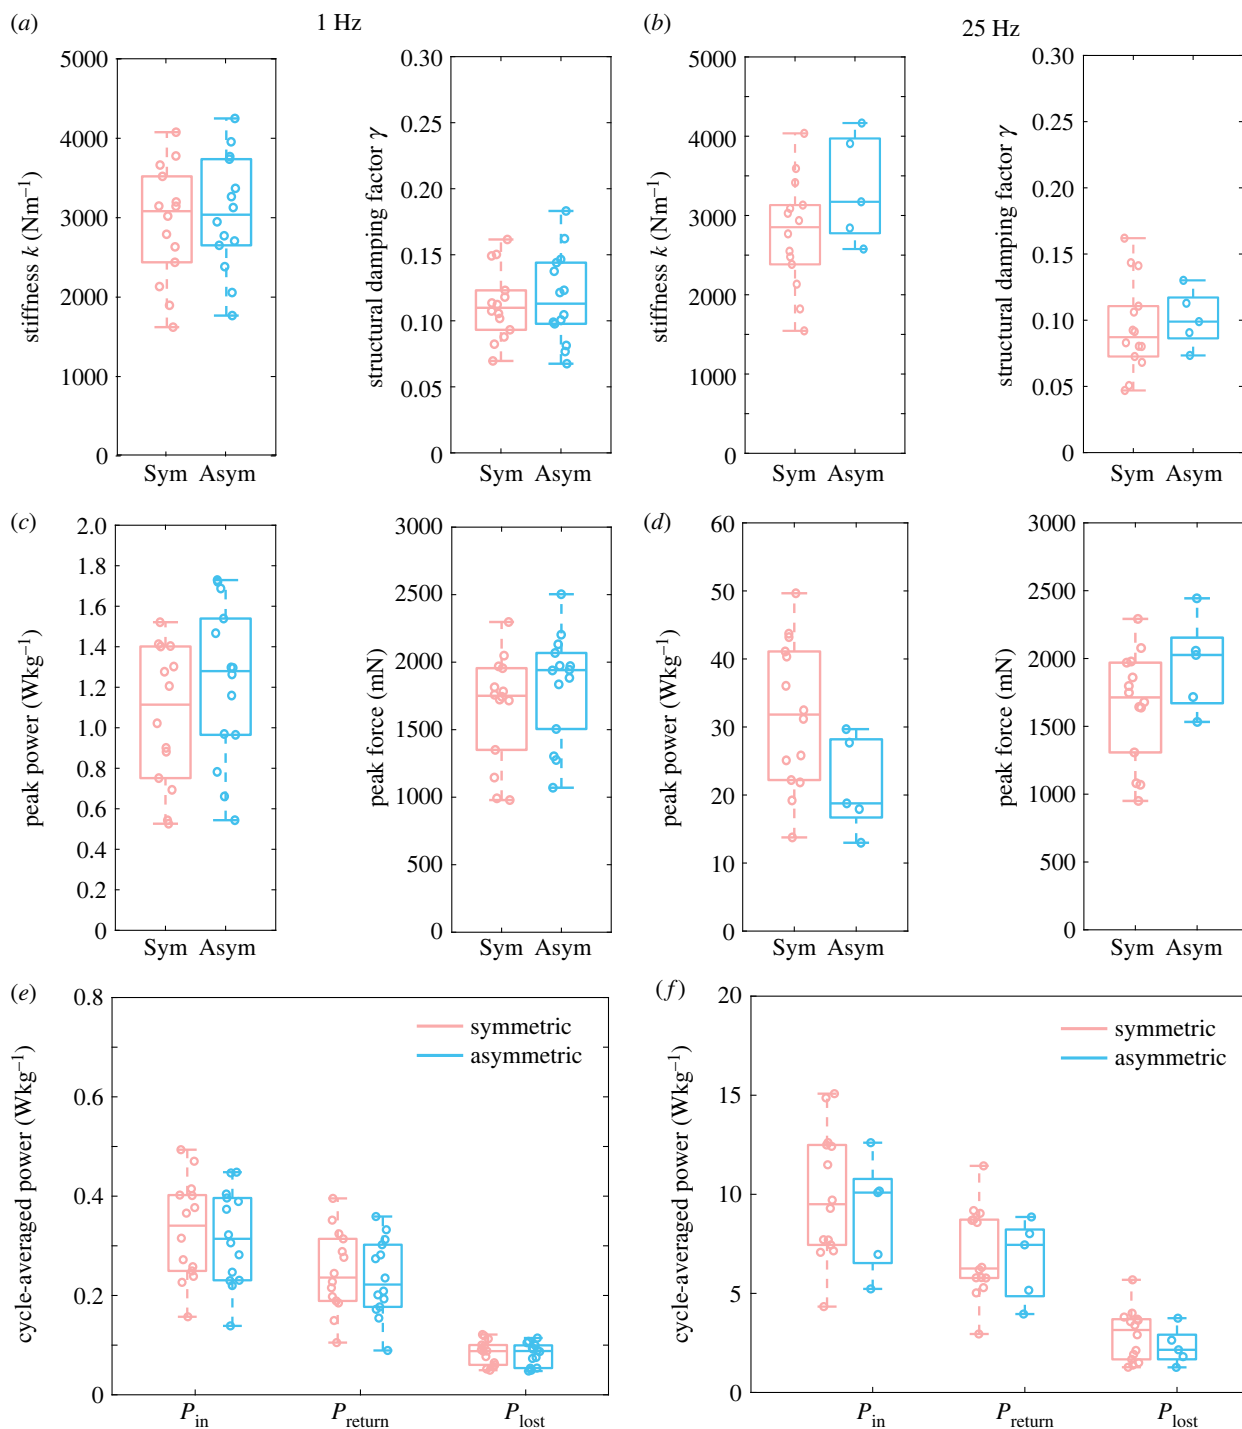 (a) 1 Hz (b) 25 Hz
5000 0.30 5000 0.30
0.25 0.25
4000 4000
0.20 0.20
3000 3000
0.15 0.15
2000 2000
0.10 0.10
1000 1000
0.05 0.05
0 0 0 0
stiffness k (Nm⁻¹)
structural damping factor γ
stiffness k (Nm⁻¹)
structural damping factor γ
Sym Asym Sym Asym Sym Asym Sym Asym
(c) (d)
2.0 3000 60 3000
1.8
2500 50 2500
1.6
1.4
2000 40 2000
1.2
1.0 1500 30 1500
0.8
1000 20 1000
0.6
0.4
500 10 500
0.2
0 0 0 0
peak power (Wkg⁻¹)
peak force (mN)
peak power (Wkg⁻¹)
peak force (mN)
Sym Asym Sym Asym Sym Asym Sym Asym
(e) (f)
0.8 20
symmetric symmetric
asymmetric asymmetric
0.6 15
0.4 10
0.2 5
0 0
cycle-averaged power (Wkg⁻¹)
cycle-averaged power (Wkg⁻¹)
P_in P_return P_lost P_in P_return P_lost